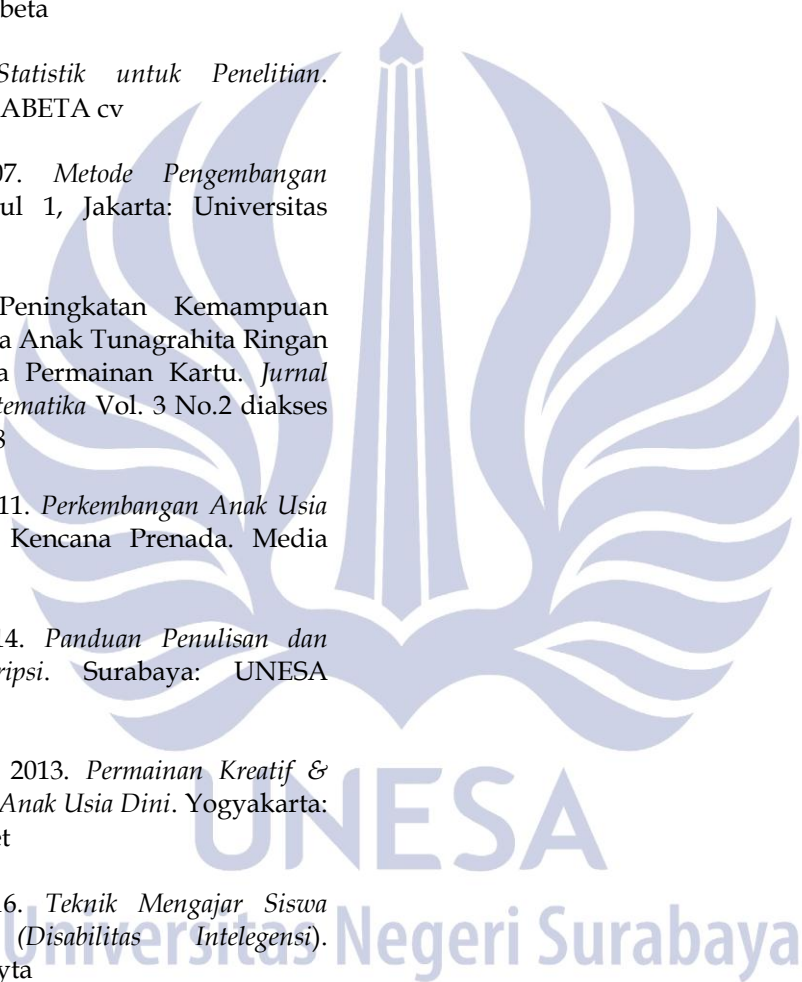 beta
Statistik untuk Penelitian.
ABETA cv
07. Metode Pengembangan
ul 1, Jakarta: Universitas
Peningkatan Kemampuan
a Anak Tunagrahita Ringan
a Permainan Kartu. Jurnal
tematika Vol. 3 No.2 diakses
8
11. Perkembangan Anak Usia
Kencana Prenada. Media
14. Panduan Penulisan dan
ripsi. Surabaya: UNESA
2013. Permainan Kreatif &
Anak Usia Dini. Yogyakarta:
et
16. Teknik Mengajar Siswa
(Disabilitas Intelegensi).
yta
UNESA
Universitas Negeri Surabaya